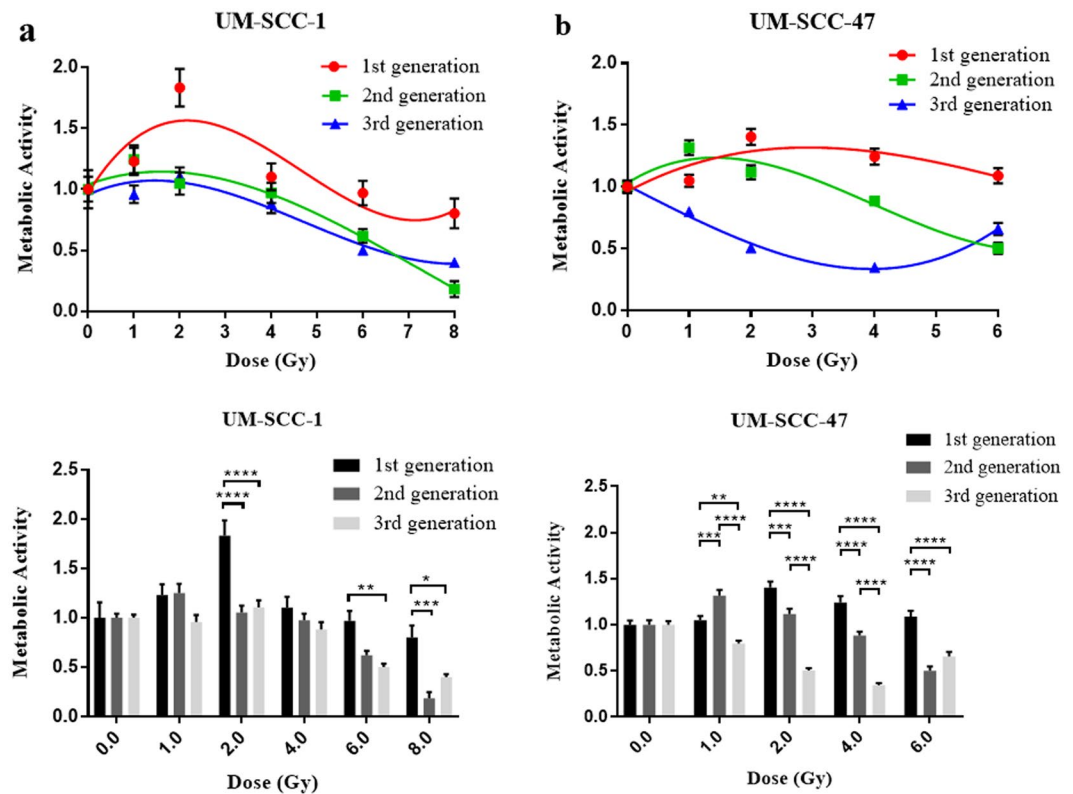 a
UM-SCC-1
1st generation
2nd generation
3rd generation
2.0
1.5
1.0
0.5
0.0
Metabolic Activity
0 1 2 3 4 5 6 7 8
Dose (Gy)
b
UM-SCC-47
1st generation
2nd generation
3rd generation
2.0
1.5
1.0
0.5
0.0
Metabolic Activity
0 1 2 3 4 5 6
Dose (Gy)
UM-SCC-1
1st generation
2nd generation
3rd generation
2.5
2.0
1.5
1.0
0.5
0.0
Metabolic Activity
****
****
**
*
***
0.0 1.0 2.0 4.0 6.0 8.0
Dose (Gy)
UM-SCC-47
1st generation
2nd generation
3rd generation
2.5
2.0
1.5
1.0
0.5
0.0
Metabolic Activity
**
****
***
****
***
****
****
****
****
****
****
0.0 1.0 2.0 4.0 6.0
Dose (Gy)